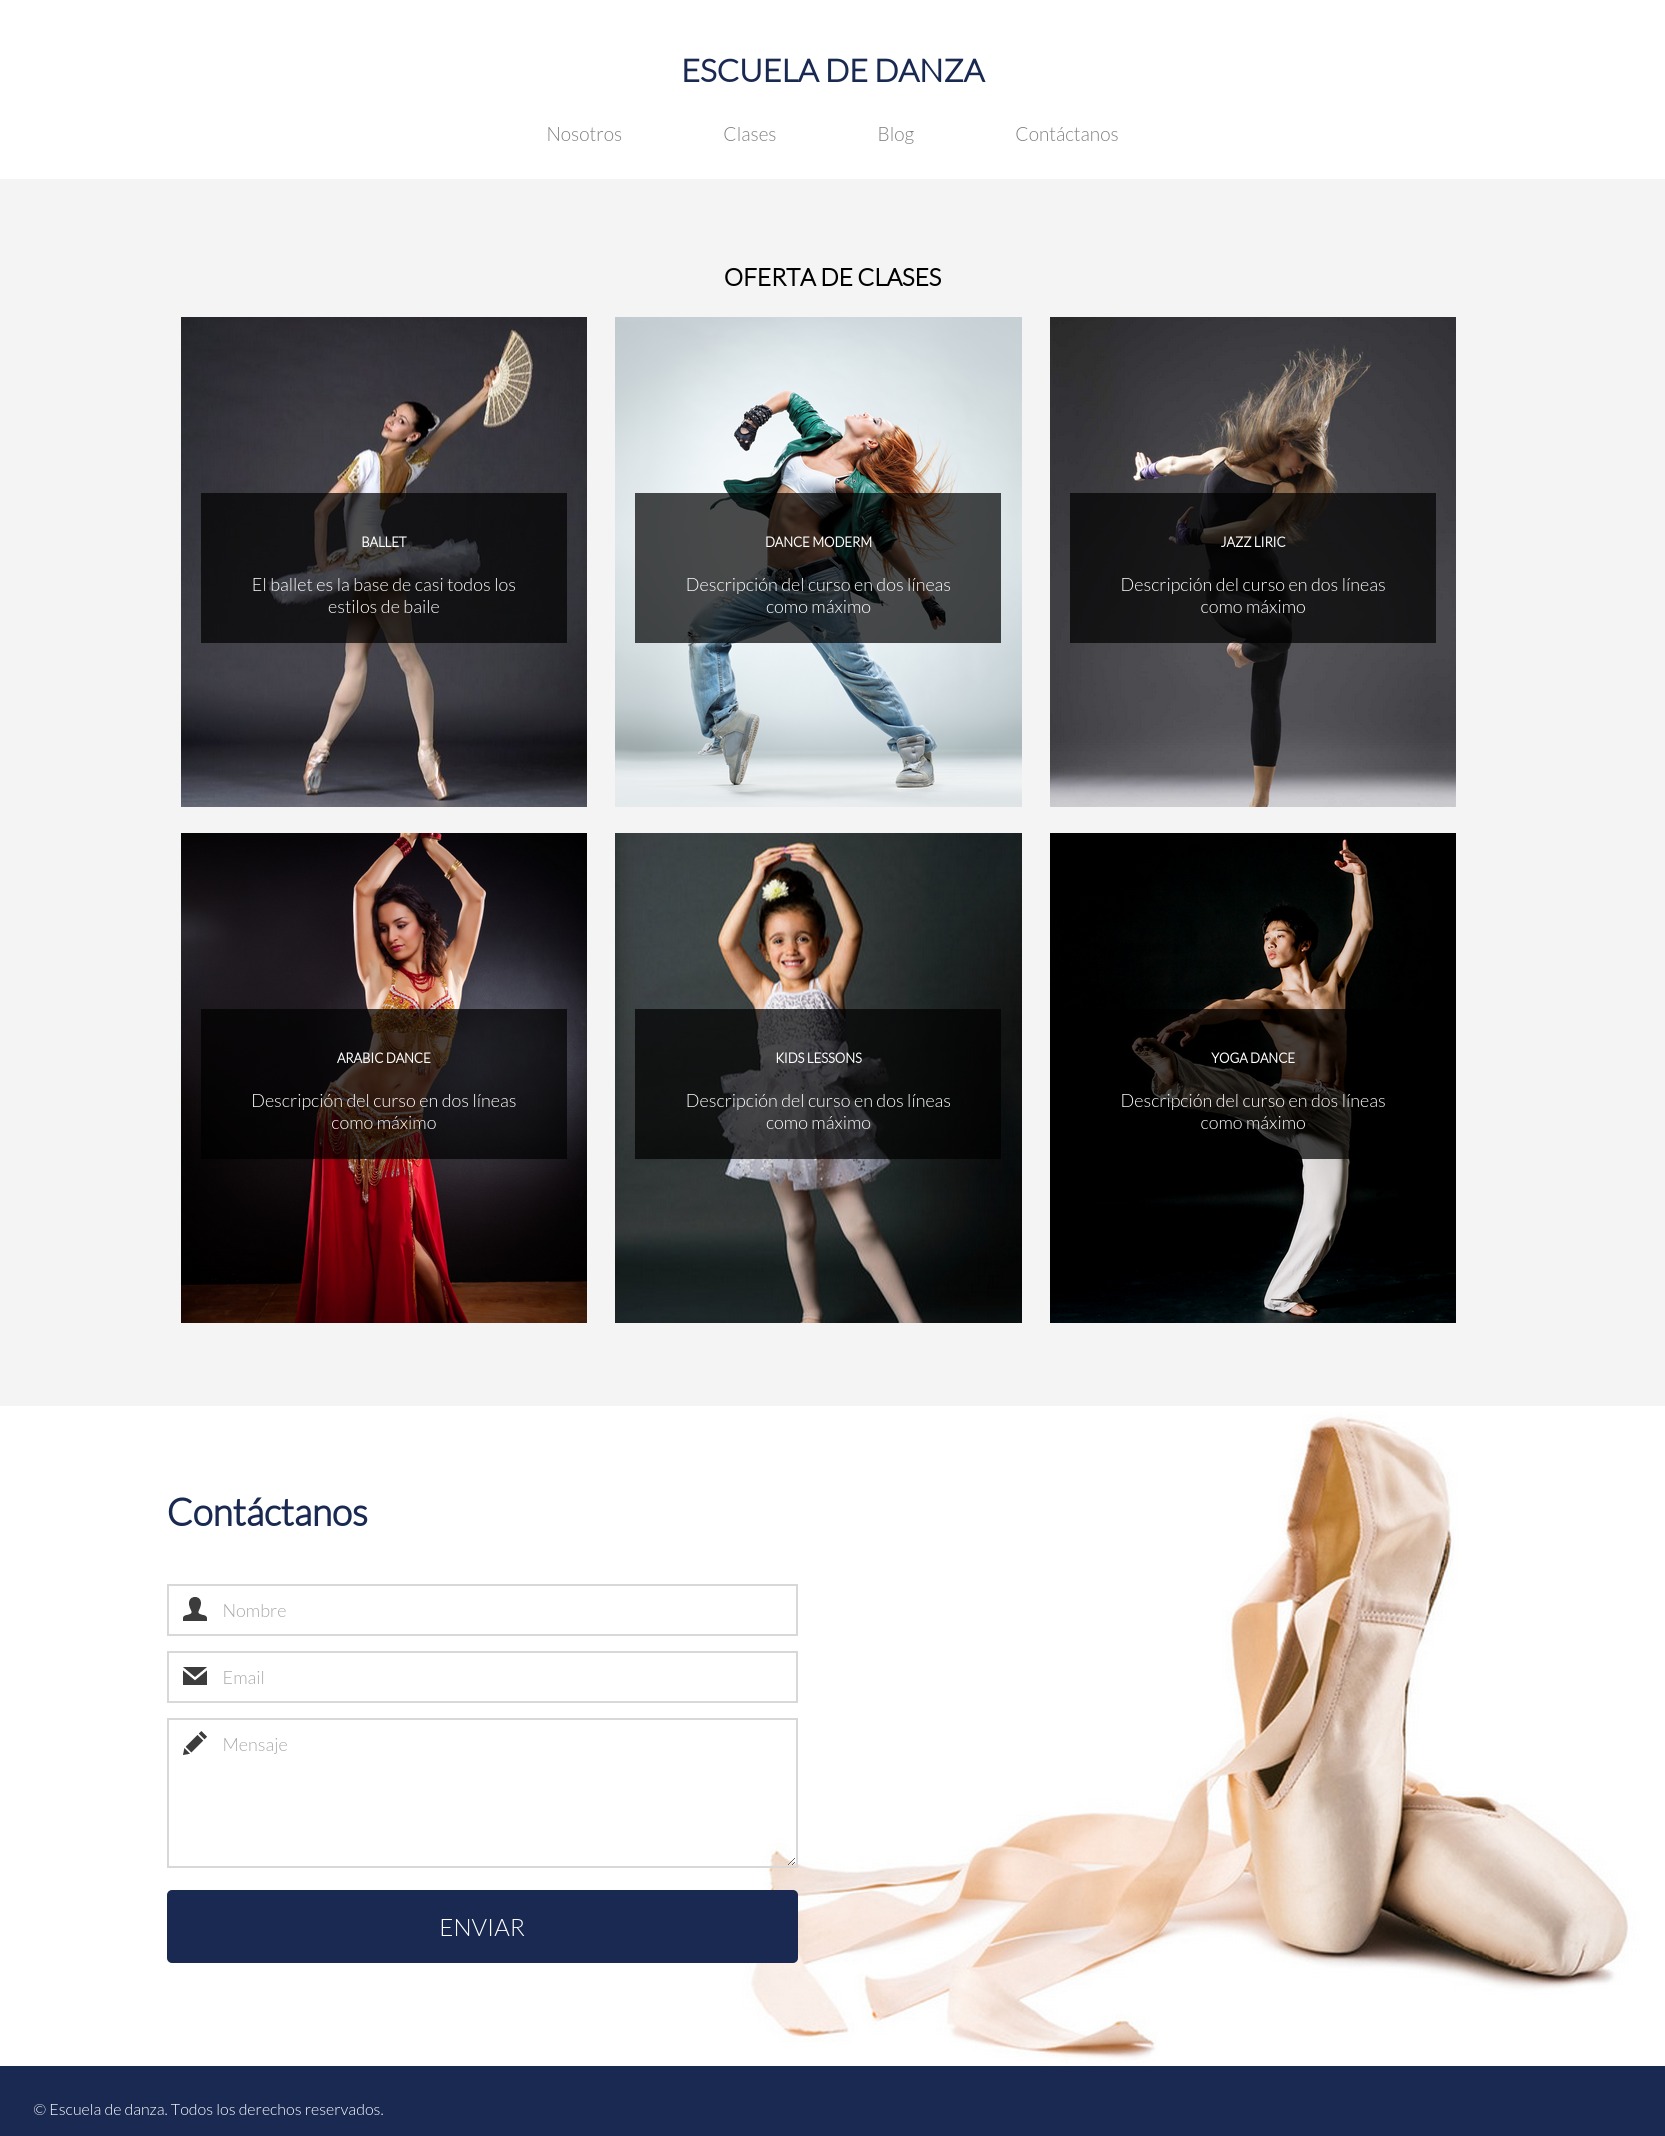 ESCUELA DE DANZA
Nosotros Clases Blog Contáctanos
OFERTA DE CLASES
BALLET
El ballet es la base de casi todos los
estilos de baile
DANCE MODERM
Descripción del curso en dos líneas
como máximo
JAZZ LIRIC
Descripción del curso en dos líneas
como máximo
ARABIC DANCE
Descripción del curso en dos líneas
como máximo
KIDS LESSONS
Descripción del curso en dos líneas
como máximo
YOGA DANCE
Descripción del curso en dos líneas
como máximo
Contáctanos
Nombre
Email
Mensaje
ENVIAR
© Escuela de danza. Todos los derechos reservados.